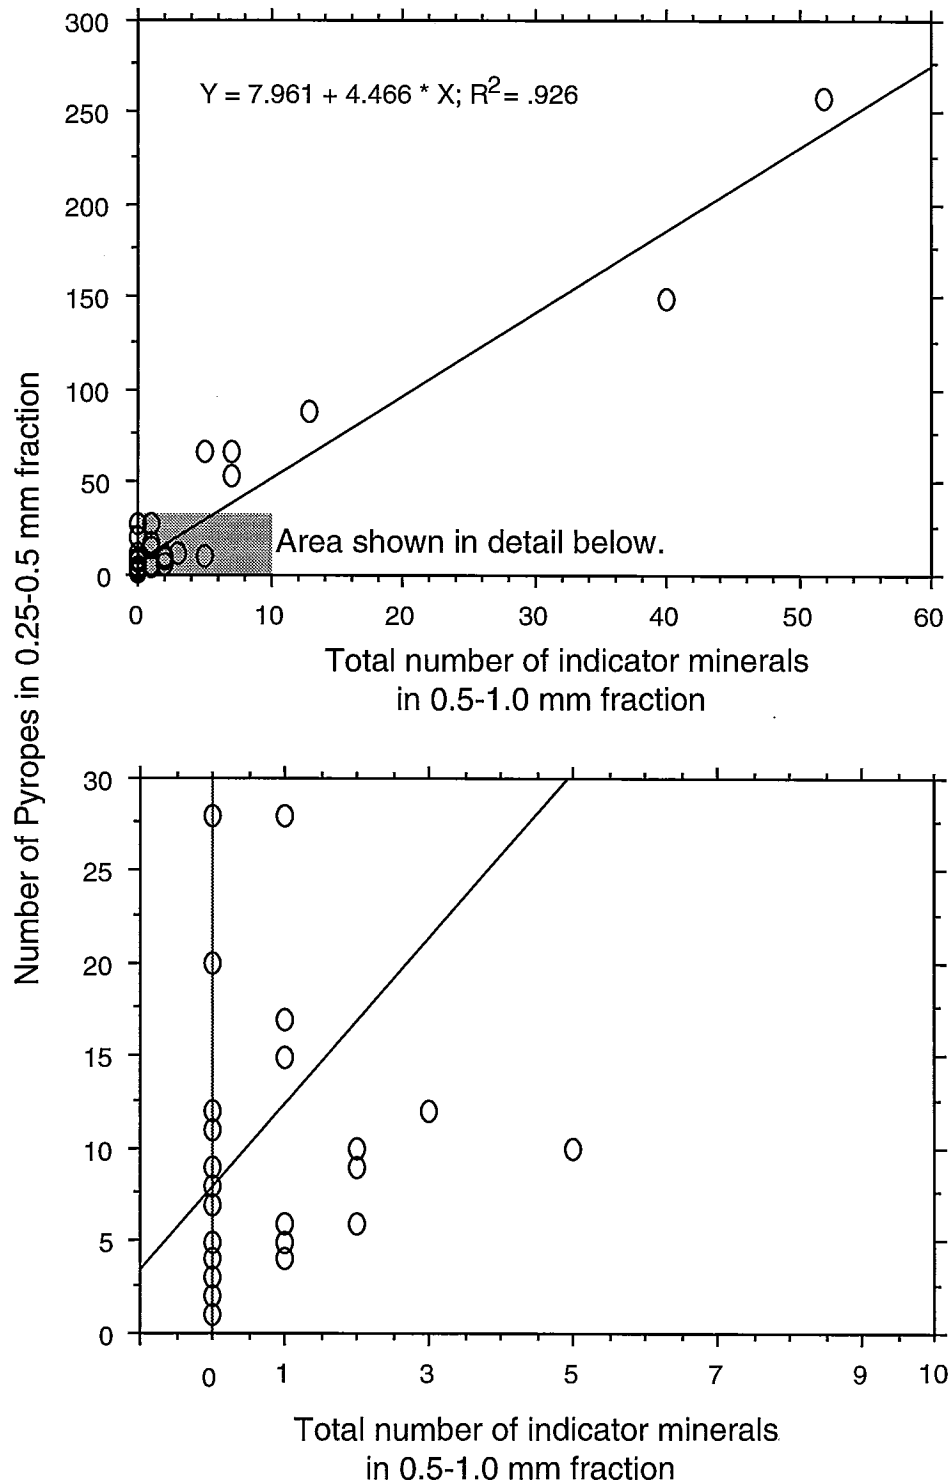 Number of Pyropes in 0.25-0.5 mm fraction
300
250
200
150
100
50
0
Y = 7.961 + 4.466 * X; R2= .926
Area shown in detail below.
0 10 20 30 40 50 60
Total number of indicator minerals
in 0.5-1.0 mm fraction
30
25
20
15
10
5
0
0 1 3 5 7 9 10
Total number of indicator minerals
in 0.5-1.0 mm fraction